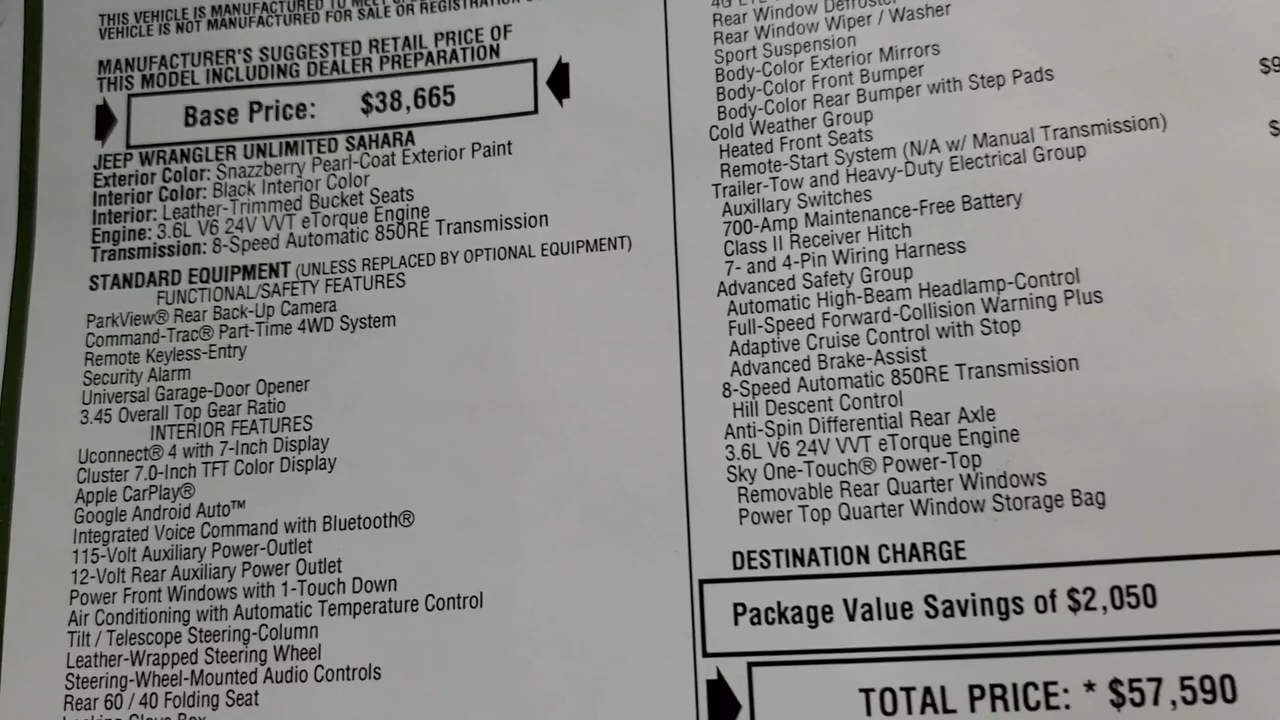 THIS VEHICLE IS MANUFACTURED TO MEET
VEHICLE IS NOT MANUFACTURED FOR SALE OR REGISTRATION
MANUFACTURER'S SUGGESTED RETAIL PRICE OF
THIS MODEL INCLUDING DEALER PREPARATION
Base Price: $38,665
JEEP WRANGLER UNLIMITED SAHARA
Exterior Color: Snazzberry Pearl-Coat Exterior Paint
Interior Color: Black Interior Color
Interior: Leather-Trimmed Bucket Seats
Engine: 3.6L V6 24V VVT eTorque Engine
Transmission: 8-Speed Automatic 850RE Transmission
STANDARD EQUIPMENT (UNLESS REPLACED BY OPTIONAL EQUIPMENT)
FUNCTIONAL/SAFETY FEATURES
ParkView® Rear Back-Up Camera
Command-Trac® Part-Time 4WD System
Remote Keyless-Entry
Security Alarm
Universal Garage-Door Opener
3.45 Overall Top Gear Ratio
INTERIOR FEATURES
Uconnect® 4 with 7-Inch Display
Cluster 7.0-Inch TFT Color Display
Apple CarPlay®
Google Android Auto™
Integrated Voice Command with Bluetooth®
115-Volt Auxiliary Power-Outlet
12-Volt Rear Auxiliary Power Outlet
Power Front Windows with 1-Touch Down
Air Conditioning with Automatic Temperature Control
Tilt / Telescope Steering-Column
Leather-Wrapped Steering Wheel
Steering-Wheel-Mounted Audio Controls
Rear 60 / 40 Folding Seat
Rear Window Defroster
Rear Window Wiper / Washer
Sport Suspension
Body-Color Exterior Mirrors
Body-Color Front Bumper
Body-Color Rear Bumper with Step Pads
Cold Weather Group
Heated Front Seats
Remote-Start System (N/A w/ Manual Transmission)
Trailer-Tow and Heavy-Duty Electrical Group
Auxillary Switches
700-Amp Maintenance-Free Battery
Class II Receiver Hitch
7- and 4-Pin Wiring Harness
Advanced Safety Group
Automatic High-Beam Headlamp-Control
Full-Speed Forward-Collision Warning Plus
Adaptive Cruise Control with Stop
Advanced Brake-Assist
8-Speed Automatic 850RE Transmission
Hill Descent Control
Anti-Spin Differential Rear Axle
3.6L V6 24V VVT eTorque Engine
Sky One-Touch® Power-Top
Removable Rear Quarter Windows
Power Top Quarter Window Storage Bag
DESTINATION CHARGE
Package Value Savings of $2,050
TOTAL PRICE: * $57,590